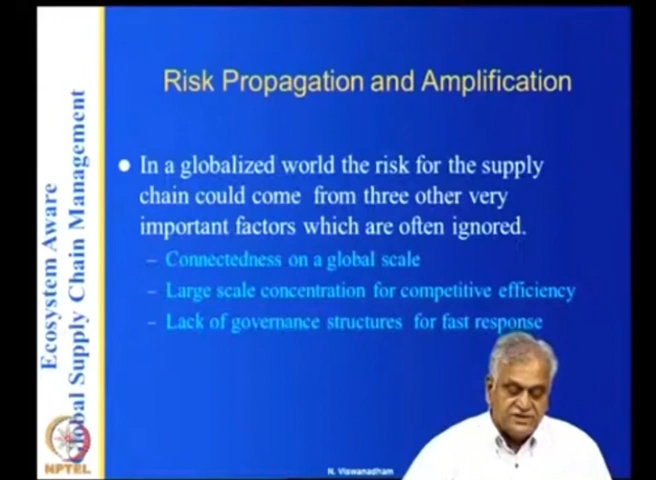 Risk Propagation and Amplification
In a globalized world the risk for the supply
chain could come from three other very
important factors which are often ignored.
– Connectedness on a global scale
– Large scale concentration for competitive efficiency
– Lack of governance structures for fast response
Ecosystem Aware
Global Supply Chain Management
NPTEL
N. Viswanadham